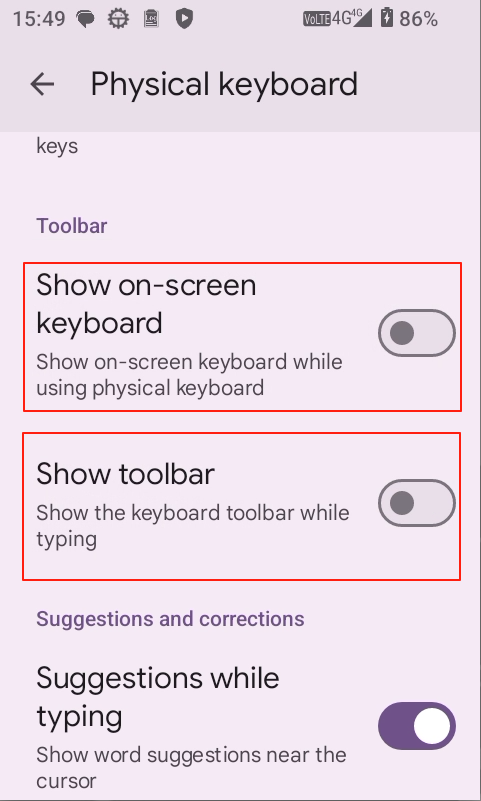 15:49 VoLTE 4G 4G 86%
Physical keyboard
keys
Toolbar
Show on-screen
keyboard
Show on-screen keyboard while
using physical keyboard
Show toolbar
Show the keyboard toolbar while
typing
Suggestions and corrections
Suggestions while
typing
Show word suggestions near the
cursor